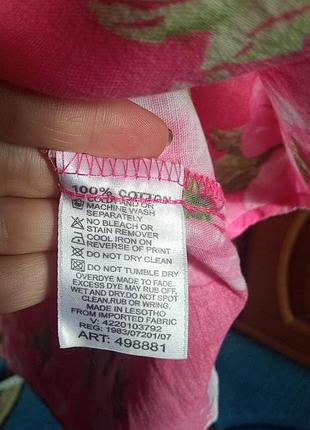 100% COTTON
COLD HAND OR
MACHINE WASH
SEPARATELY
NO BLEACH OR
STAIN REMOVER
COOL IRON ON
REVERSE OF PRINT
DO NOT DRY CLEAN
DO NOT TUMBLE DRY
OVERDYE MADE TO FADE.
EXCESS DYE MAY RUB OFF,
WET AND DRY.DO NOT SPOT
CLEAN,RUB OR WRING.
MADE IN LESOTHO
FROM IMPORTED FABRIC
V: 4220103792
REG: 1983/07201/07
ART: 498881